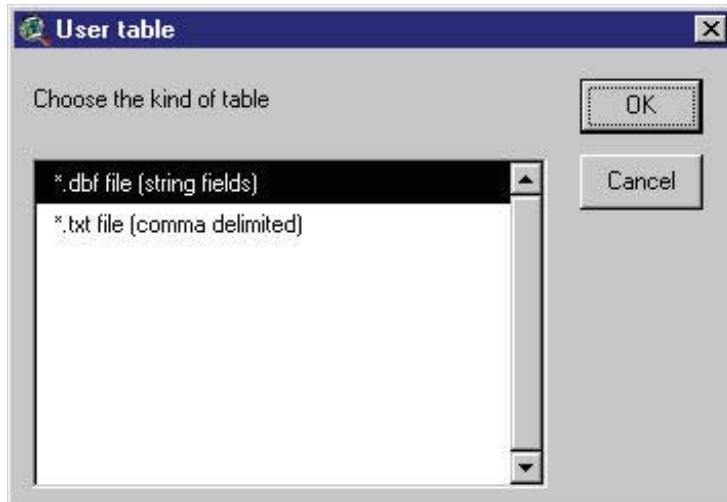 User table
Choose the kind of table
OK
*.dbf file (string fields)
Cancel
*.txt file (comma delimited)